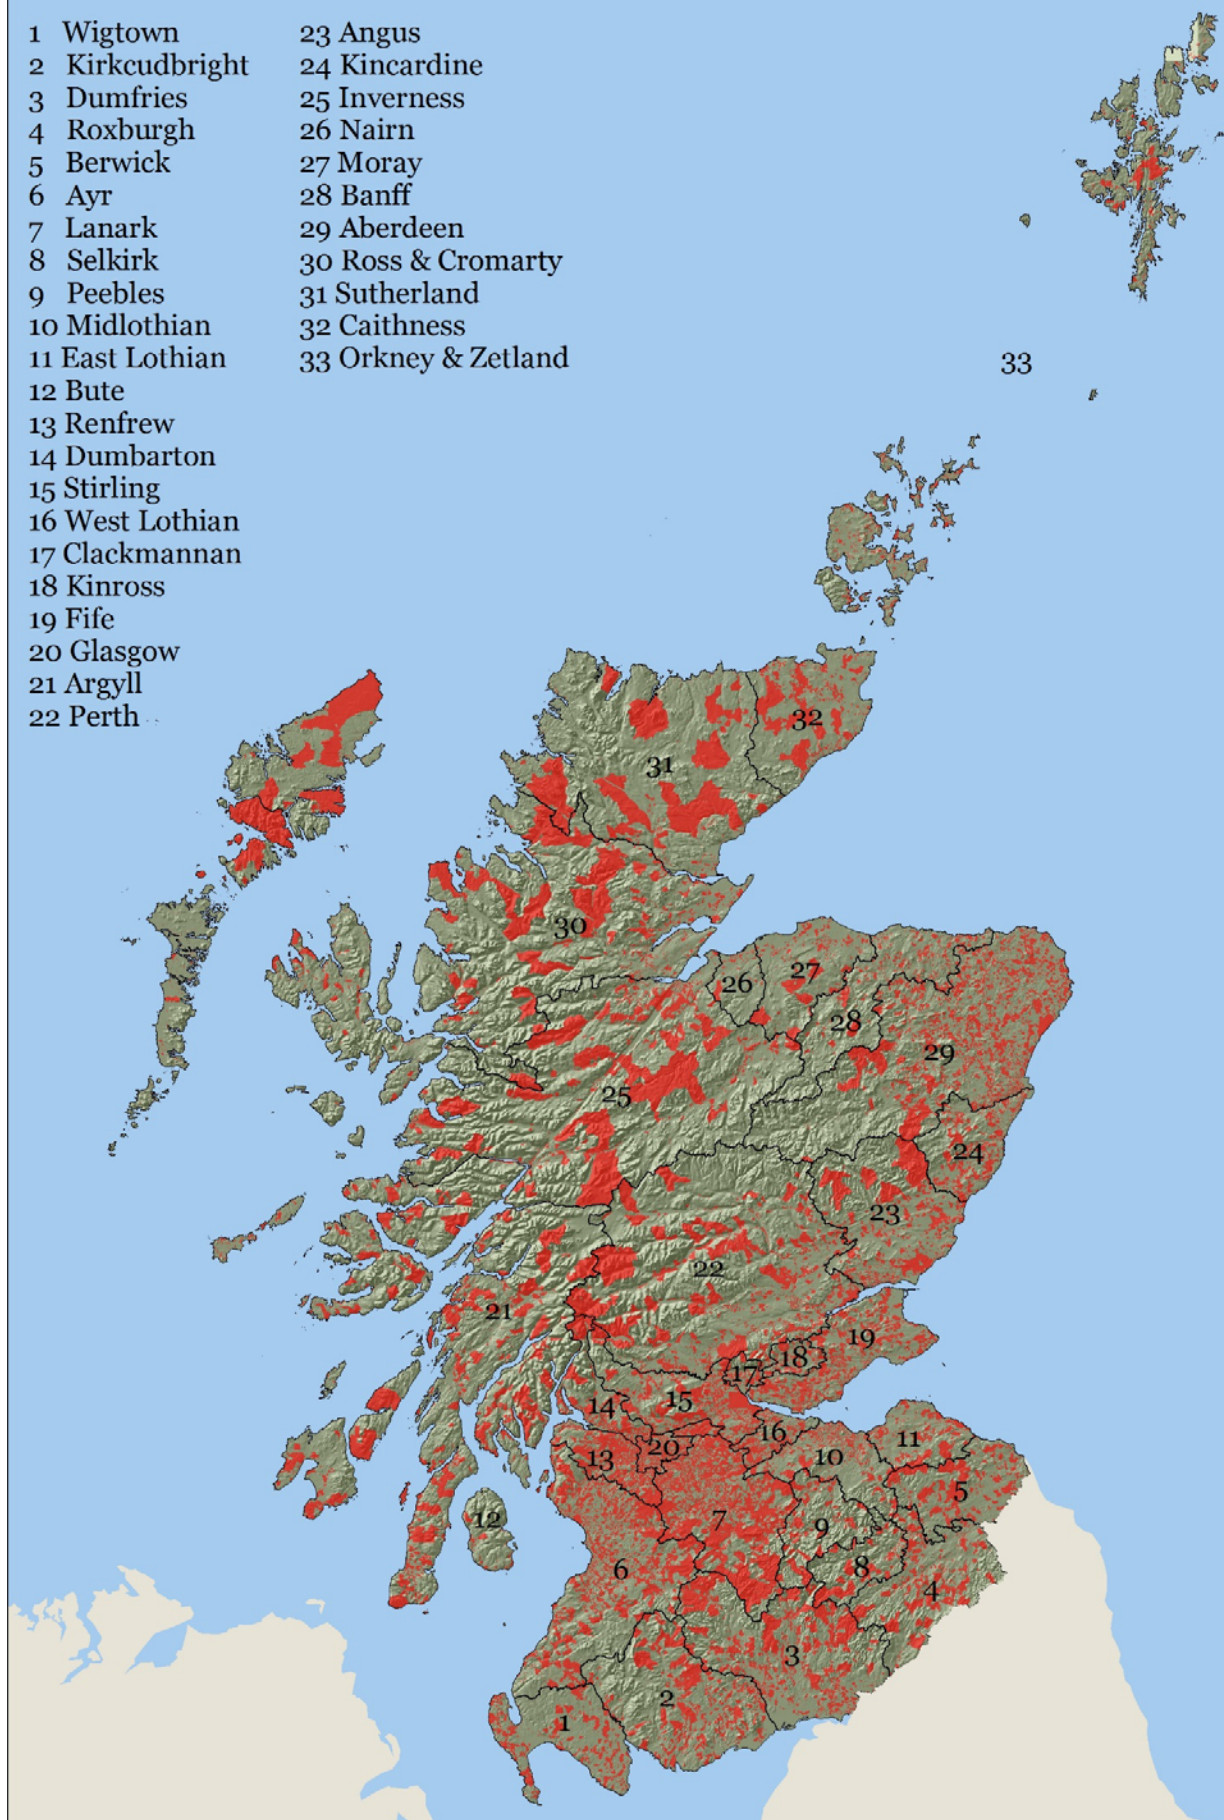 1 Wigtown
2 Kirkcudbright
3 Dumfries
4 Roxburgh
5 Berwick
6 Ayr
7 Lanark
8 Selkirk
9 Peebles
10 Midlothian
11 East Lothian
12 Bute
13 Renfrew
14 Dumbarton
15 Stirling
16 West Lothian
17 Clackmannan
18 Kinross
19 Fife
20 Glasgow
21 Argyll
22 Perth
23 Angus
24 Kincardine
25 Inverness
26 Nairn
27 Moray
28 Banff
29 Aberdeen
30 Ross & Cromarty
31 Sutherland
32 Caithness
33 Orkney & Zetland
33
32
31
30
27
26
28
29
25
24
23
22
21
19
18
17
15
14
16
11
20
10
13
5
7
12
9
8
6
4
3
2
1